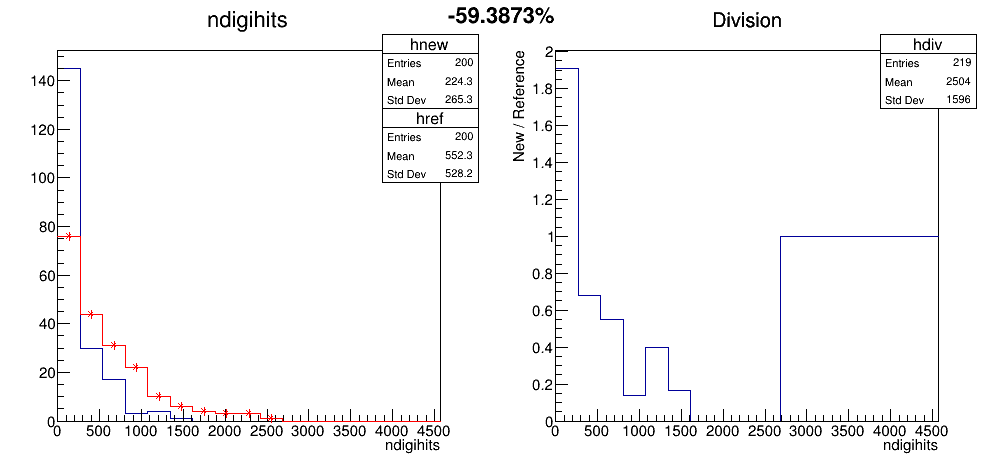 -59.3873%
ndigihits
hnew
Entries 200
Mean 224.3
Std Dev 265.3
href
Entries 200
Mean 552.3
Std Dev 528.2
140
120
100
80
60
40
20
0
0 500 1000 1500 2000 2500 3000 3500 4000 4500
ndigihits
Division
hdiv
Entries 219
Mean 2504
Std Dev 1596
New / Reference
2
1.8
1.6
1.4
1.2
1
0.8
0.6
0.4
0.2
0
0 500 1000 1500 2000 2500 3000 3500 4000 4500
ndigihits